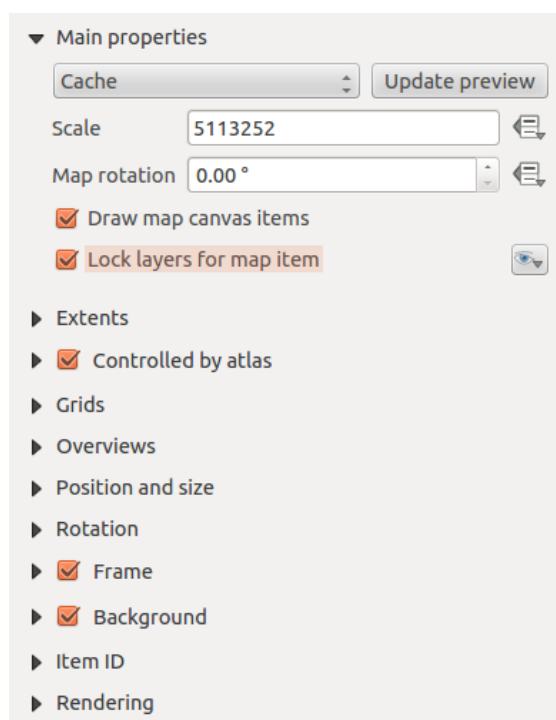 Main properties
Cache Update preview
Scale 5113252
Map rotation 0.00 °
Draw map canvas items
Lock layers for map item
Extents
Controlled by atlas
Grids
Overviews
Position and size
Rotation
Frame
Background
Item ID
Rendering